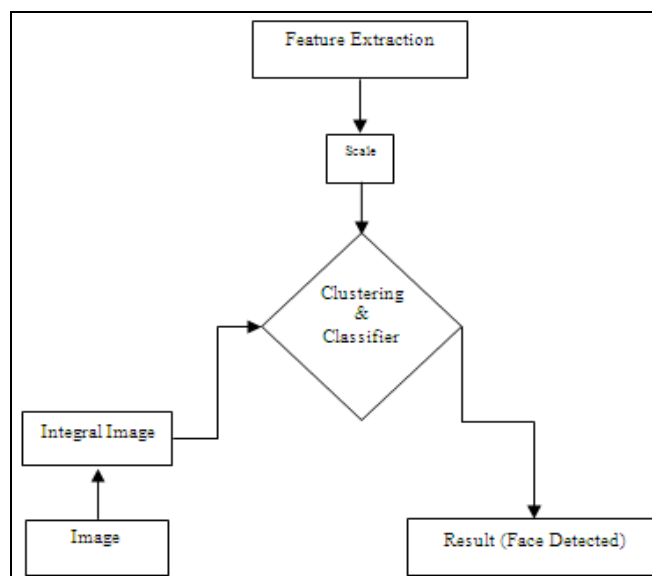 Feature Extraction
Scale
Clustering
&
Classifier
Integral Image
Image
Result (Face Detected)